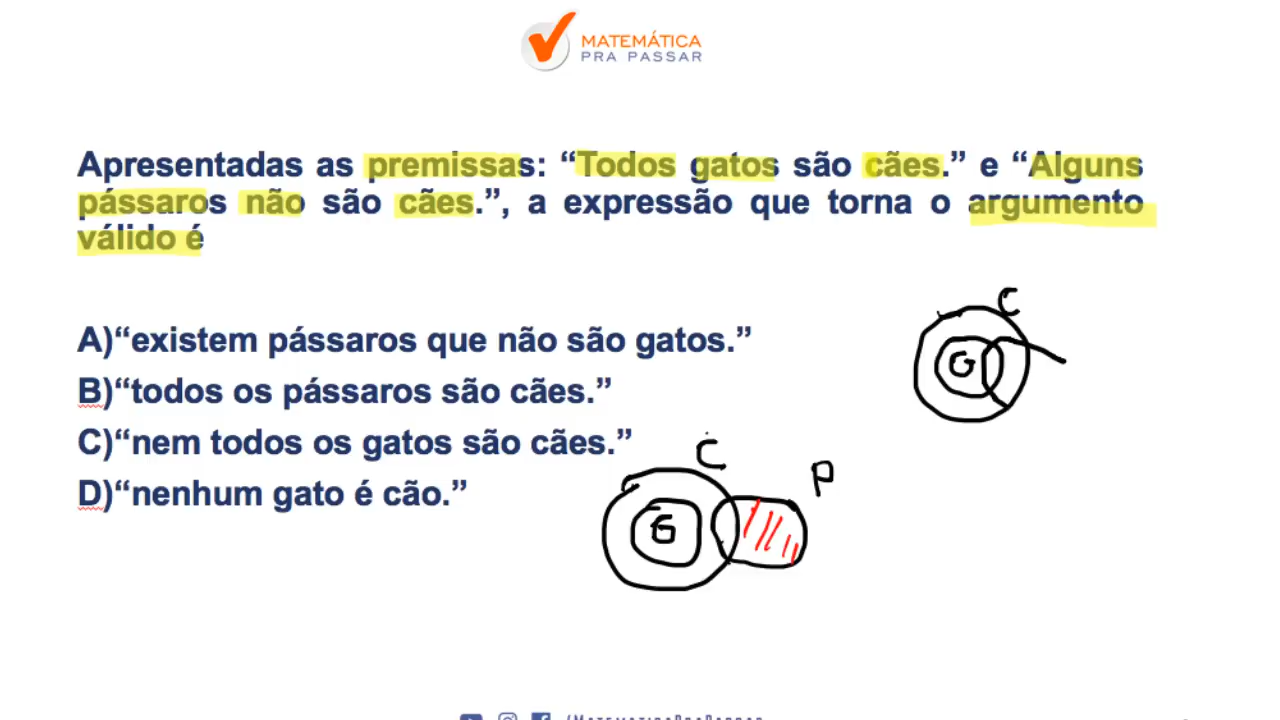 MATEMÁTICA
PRA PASSAR
Apresentadas as premissas: “Todos gatos são cães.” e “Alguns
pássaros não são cães.”, a expressão que torna o argumento
válido é
A)“existem pássaros que não são gatos.”
B)“todos os pássaros são cães.”
C)“nem todos os gatos são cães.”
D)“nenhum gato é cão.”
C
G
C
P
G
/MATEMATICAPRAPASSAR